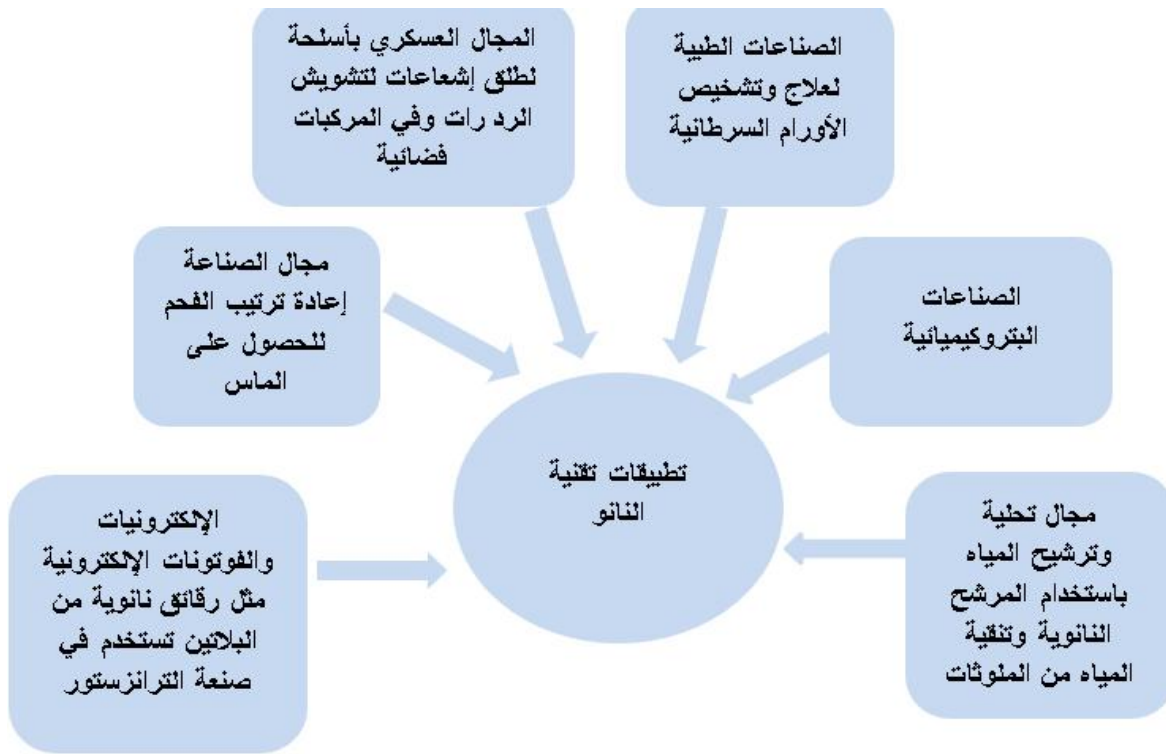 المجال العسكري بأسلحة
لطلق إشعاعات لتشويش
الرد رات وفي المركبات
فضائية
الصناعات الطبية
لعلاج وتشخيص
الأورام السرطانية
مجال الصناعة
إعادة ترتيب الفحم
للحصول على
الماس
الصناعات
البتروكيميائية
تطبيقات تقنية
النانو
الإلكترونيات
والفوتونات الإلكترونية
مثل رقائق نانوية من
البلاتين تستخدم في
صنعة الترانزستور
مجال تحلية
وترشيح المياه
باستخدام المرشح
النانوية وتنقية
المياه من الملوثات